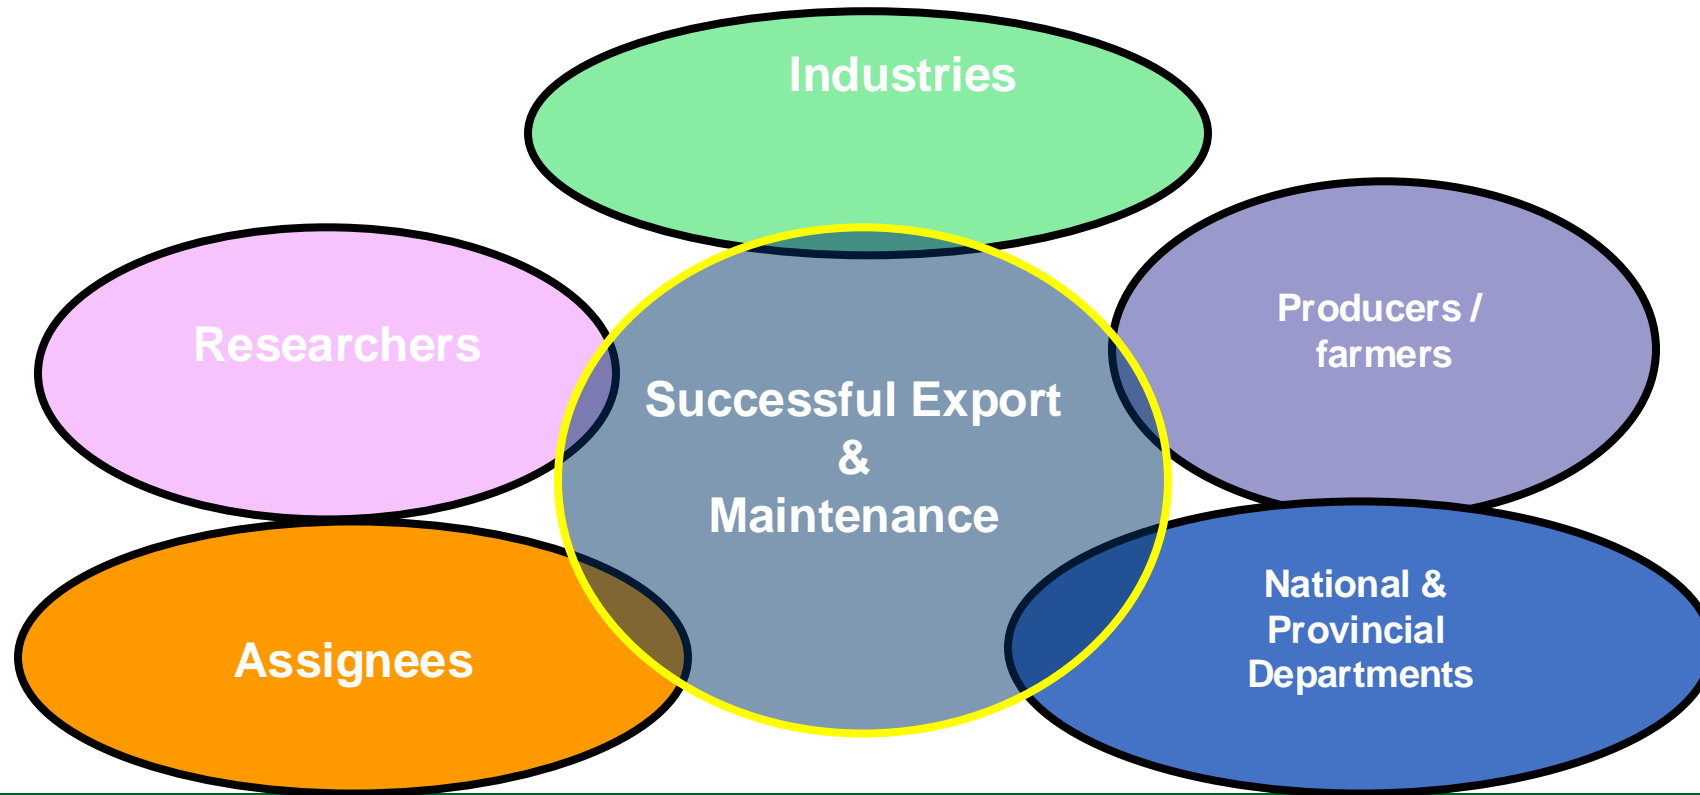 Industries
Researchers
Producers /
farmers
Successful Export
&
Maintenance
Assignees
National &
Provincial
Departments